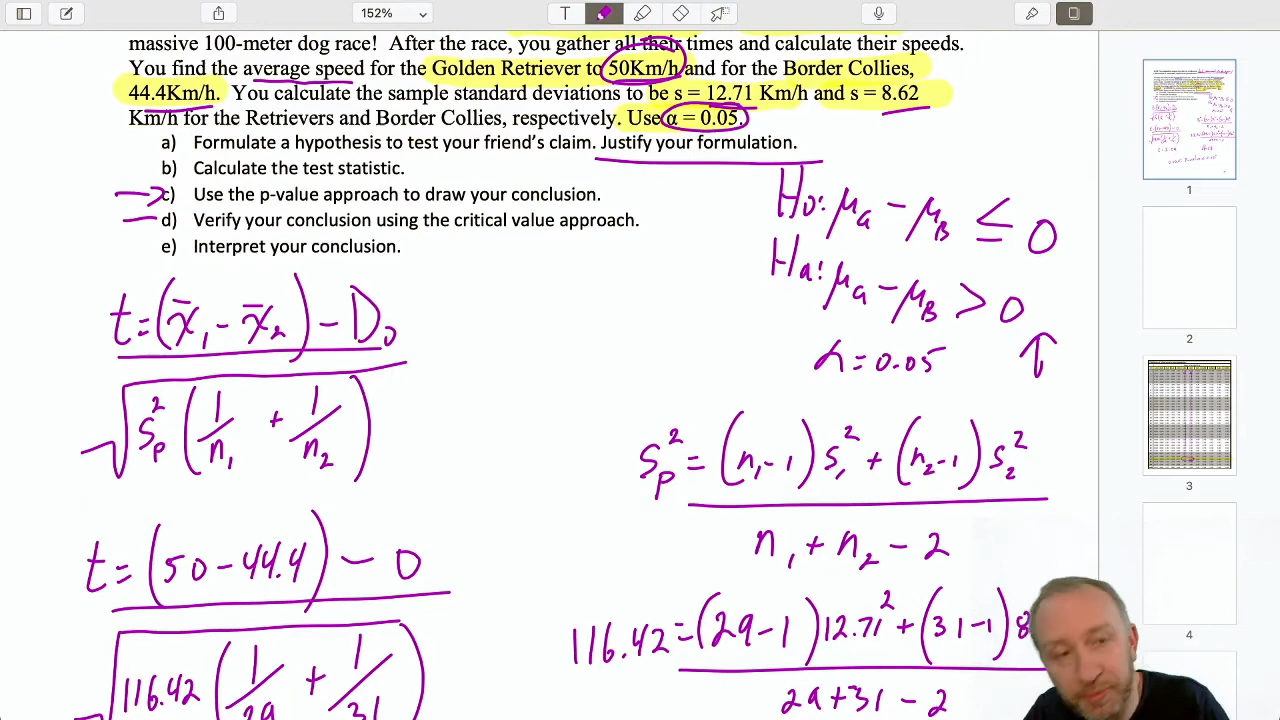 152%
massive 100-meter dog race! After the race, you gather all their times and calculate their speeds.
You find the average speed for the Golden Retriever to 50Km/h and for the Border Collies,
44.4Km/h. You calculate the sample standard deviations to be s = 12.71 Km/h and s = 8.62
Km/h for the Retrievers and Border Collies, respectively. Use α = 0.05.
a) Formulate a hypothesis to test your friend's claim. Justify your formulation.
b) Calculate the test statistic.
c) Use the p-value approach to draw your conclusion.
d) Verify your conclusion using the critical value approach.
e) Interpret your conclusion.
H0: μG - μB ≤ 0
Ha: μG - μB > 0
α = 0.05
t = (x̄1 - x̄2) - D0
√ Sp² (1/n1 + 1/n2)
Sp² = (n1 - 1) s1² + (n2 - 1) s2²
n1 + n2 - 2
t = (50 - 44.4) - 0
√ 116.42 (1/29 + 1/31)
116.42 = (29 - 1) 12.71² + (31 - 1) 8
29 + 31 - 2
1
2
3
4